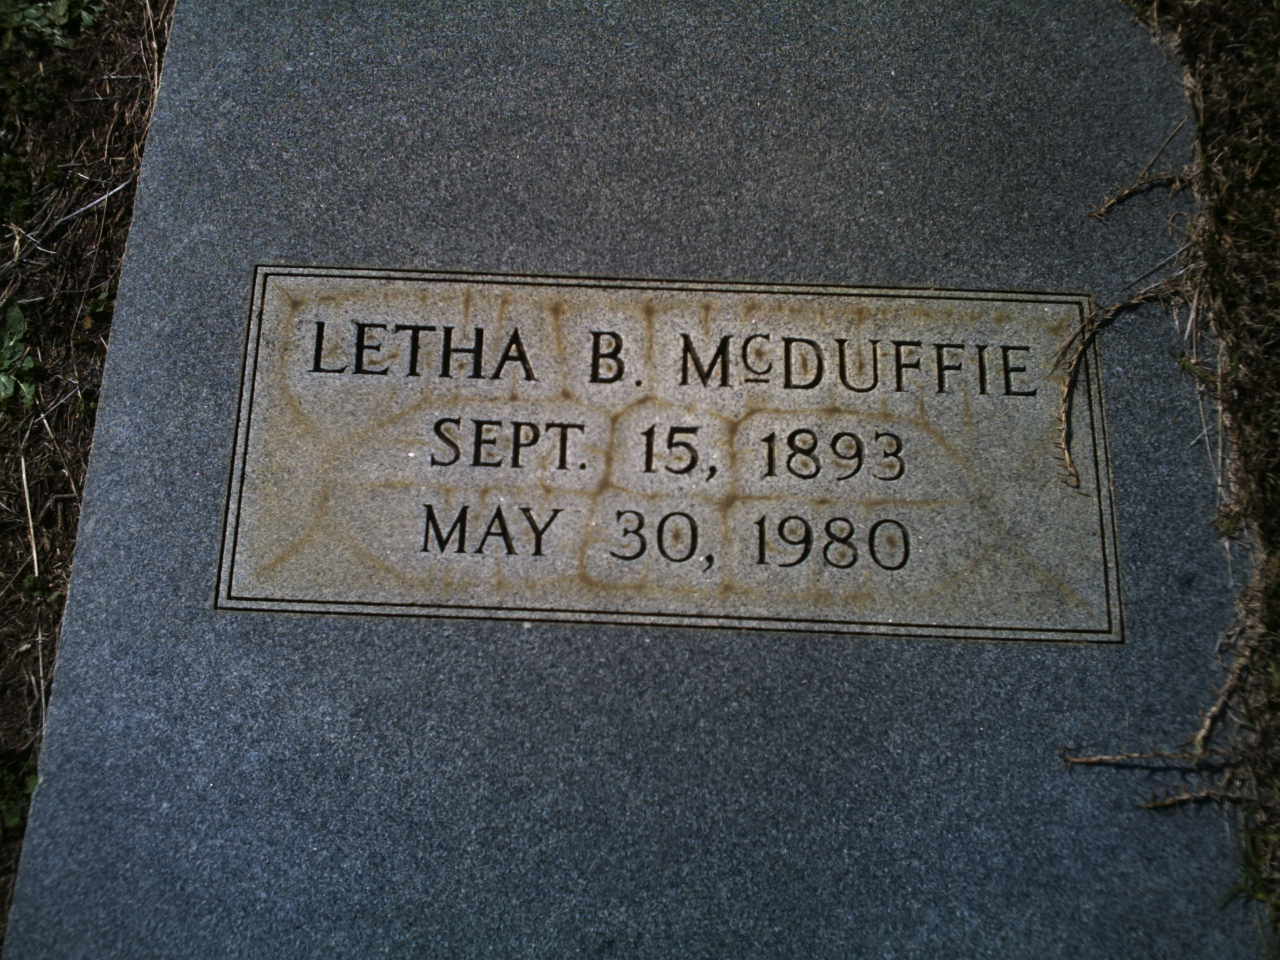 LETHA B. McDUFFIE
SEPT. 15, 1893
MAY 30, 1980